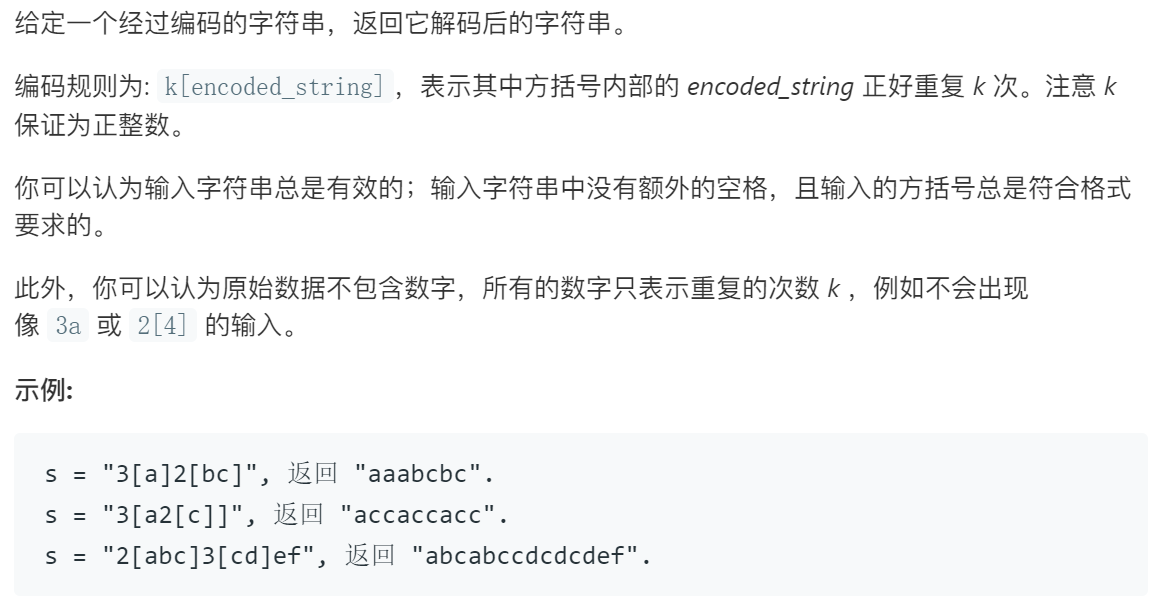 给定一个经过编码的字符串，返回它解码后的字符串。
编码规则为: k[encoded_string]，表示其中方括号内部的 encoded_string 正好重复 k 次。注意 k
保证为正整数。
你可以认为输入字符串总是有效的；输入字符串中没有额外的空格，且输入的方括号总是符合格式
要求的。
此外，你可以认为原始数据不包含数字，所有的数字只表示重复的次数 k ，例如不会出现
像 3a 或 2[4] 的输入。
示例:
s = "3[a]2[bc]", 返回 "aaabcbc".
s = "3[a2[c]]", 返回 "accaccacc".
s = "2[abc]3[cd]ef", 返回 "abcabccdcdcdef".